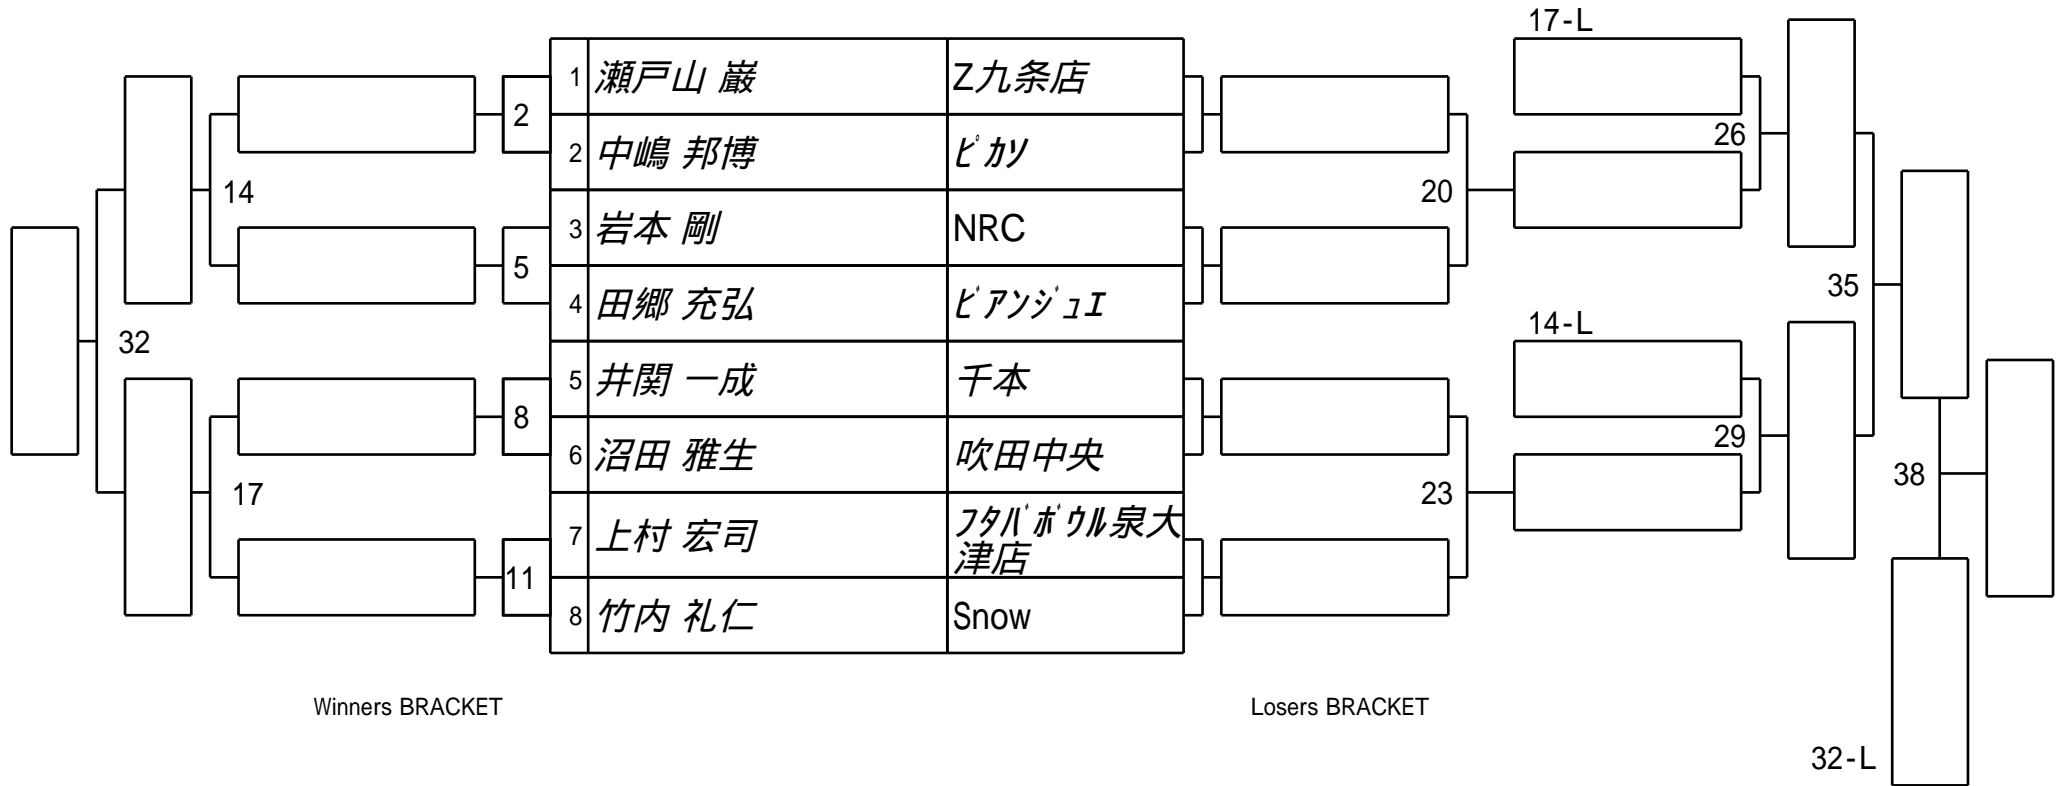 17-L
1 瀬戸山 巌 Z九条店
2
26
2 中嶋 邦博 ﾋﾟｶｿ
14
20
3 岩本 剛 NRC
5
35
4 田郷 充弘 ﾋﾞｱﾝｼﾞｭｴ
14-L
32
5 井関 一成 千本
8
29
6 沼田 雅生 吹田中央
38
17
23
7 上村 宏司 ﾌﾀﾊﾞﾎﾞｳﾙ泉大
津店
11
8 竹内 礼仁 Snow
Winners BRACKET
Losers BRACKET
32-L